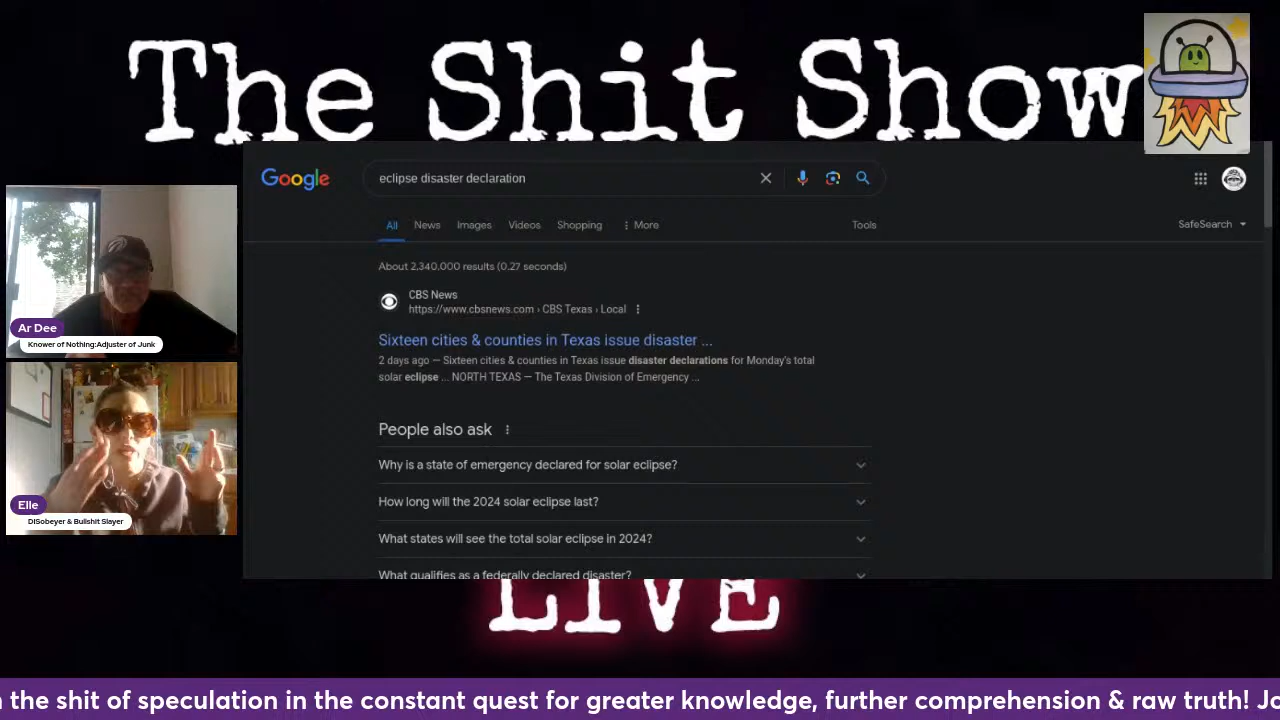 The Shit Show
Google
eclipse disaster declaration
All News Images Videos Shopping More Tools SafeSearch
About 2,340,000 results (0.27 seconds)
CBS News
https://www.cbsnews.com › CBS Texas › Local
Sixteen cities & counties in Texas issue disaster ...
2 days ago — Sixteen cities & counties in Texas issue disaster declarations for Monday's total
solar eclipse ... NORTH TEXAS — The Texas Division of Emergency ...
People also ask
Why is a state of emergency declared for solar eclipse?
How long will the 2024 solar eclipse last?
What states will see the total solar eclipse in 2024?
What qualifies as a federally declared disaster?
Ar Dee
Knower of Nothing:Adjuster of Junk
Elle
DISobeyer & Bullshit Slayer
LIVE
the shit of speculation in the constant quest for greater knowledge, further comprehension & raw truth!